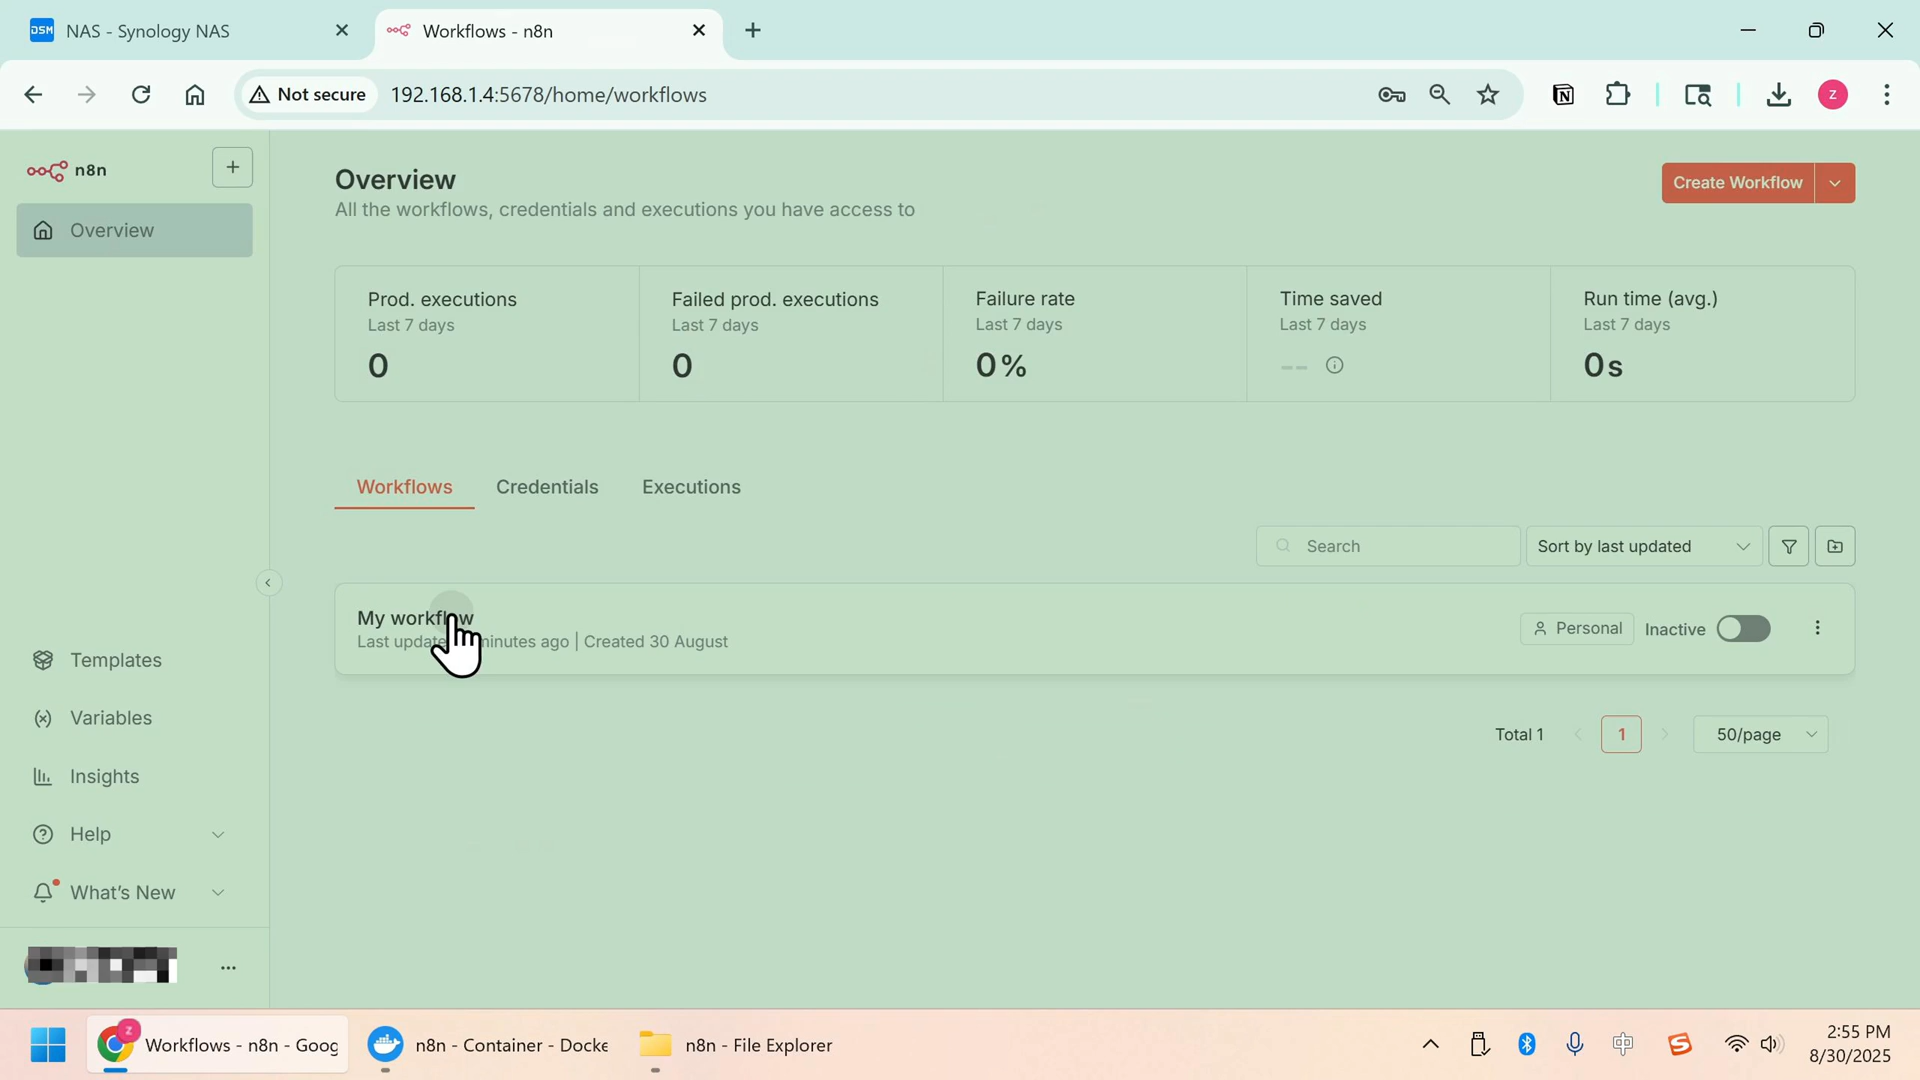 NAS - Synology NAS
Workflows - n8n
Not secure
192.168.1.4:5678/home/workflows
Z
n8n
Overview
Templates
Variables
Insights
Help
What's New
Overview
All the workflows, credentials and executions you have access to
Create Workflow
Prod. executions
Last 7 days
0
Failed prod. executions
Last 7 days
0
Failure rate
Last 7 days
0%
Time saved
Last 7 days
--
Run time (avg.)
Last 7 days
0s
Workflows
Credentials
Executions
Search
Sort by last updated
My workflow
Last update minutes ago | Created 30 August
Personal
Inactive
Total 1
1
50/page
Workflows - n8n - Goog
n8n - Container - Docke
n8n - File Explorer
中
2:55 PM
8/30/2025